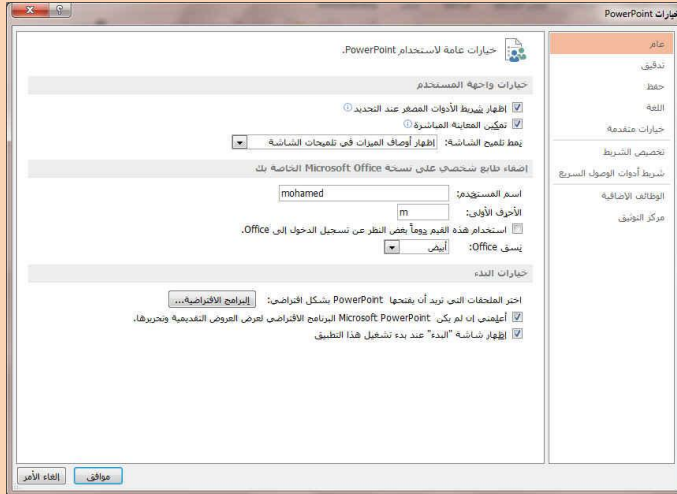 خيارات PowerPoint
عام
تدقيق
حفظ
اللغة
خيارات متقدمة
تخصيص الشريط
شريط أدوات الوصول السريع
الوظائف الإضافية
مركز التوثيق
خيارات عامة لاستخدام PowerPoint.
خيارات واجهة المستخدم
إظهار شريط الأدوات المصغر عند التحديد
تمكين المعاينة المباشرة
نمط تلميح الشاشة: إظهار أوصاف الميزات في تلميحات الشاشة
إضفاء طابع شخصي على نسخة Microsoft Office الخاصة بك
اسم المستخدم: mohamed
الأحرف الأولى: m
استخدام هذه القيم دوماً بغض النظر عن تسجيل الدخول إلى Office.
نسق Office: أبيض
خيارات البدء
اختر الملحقات التي تريد أن يفتحها PowerPoint بشكل افتراضي: البرامج الافتراضية...
أعلمني إن لم يكن Microsoft PowerPoint البرنامج الافتراضي لعرض العروض التقديمية وتحريرها.
إظهار شاشة "البدء" عند بدء تشغيل هذا التطبيق
موافق إلغاء الأمر